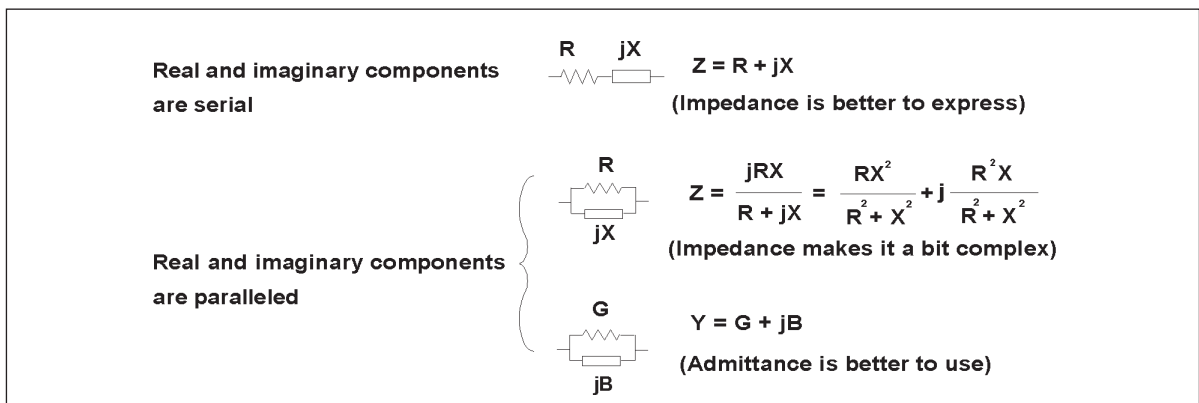 R jX
Real and imaginary components
are serial
Z = R + jX
(Impedance is better to express)
R
jX
Z = jRX / R + jX = RX² / R² + X² + j R²X / R² + X²
(Impedance makes it a bit complex)
Real and imaginary components
are paralleled
G
jB
Y = G + jB
(Admittance is better to use)